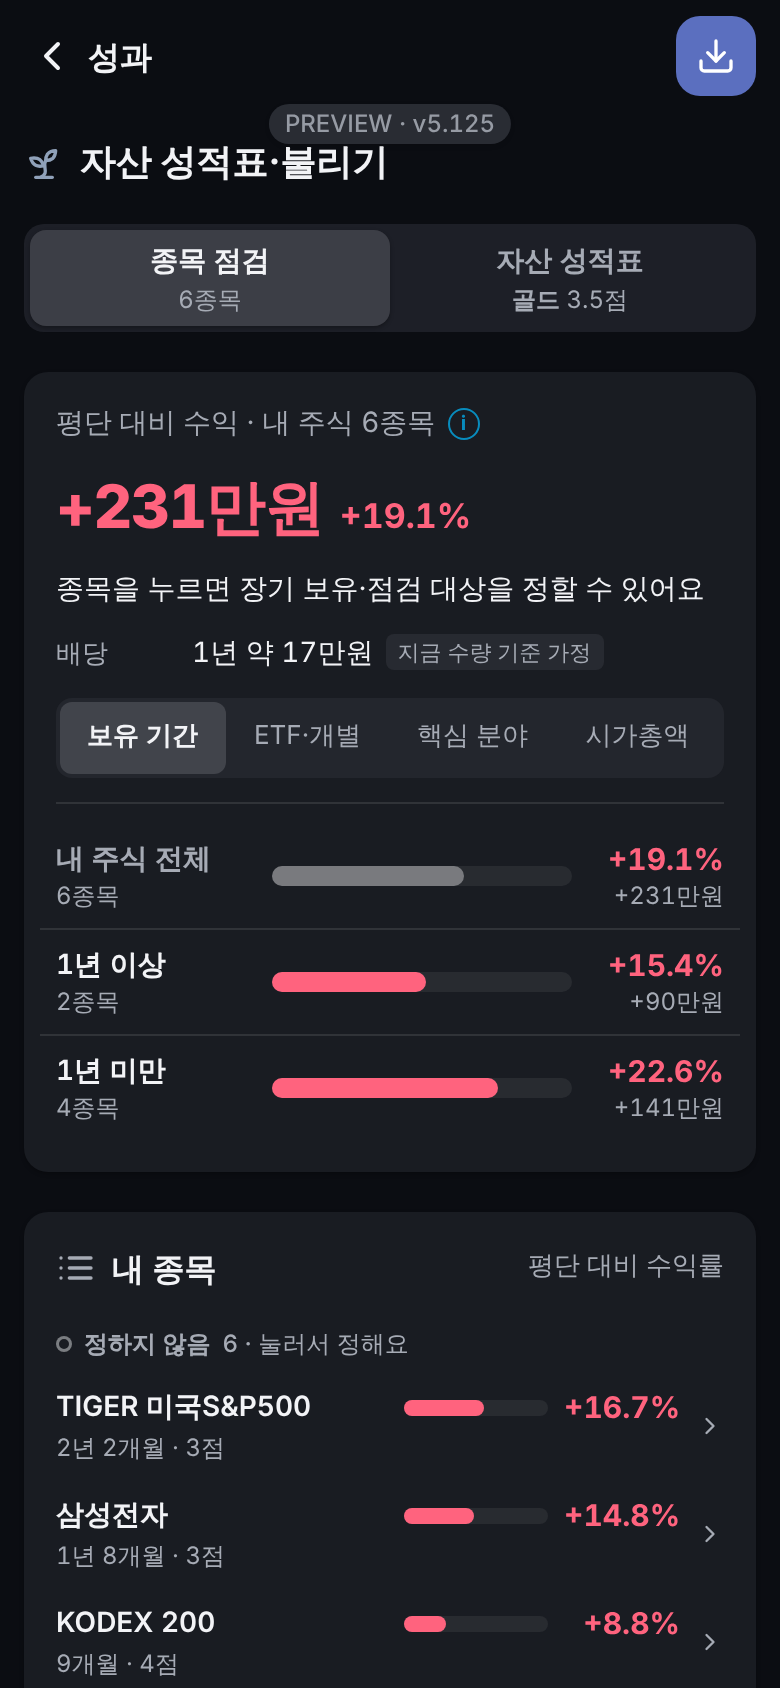 성과
PREVIEW · v5.125
자산 성적표·불리기
종목 점검
6종목
자산 성적표
골드 3.5점
평단 대비 수익 · 내 주식 6종목 i
+231만원 +19.1%
종목을 누르면 장기 보유·점검 대상을 정할 수 있어요
배당 1년 약 17만원 지금 수량 기준 가정
보유 기간 ETF·개별 핵심 분야 시가총액
내 주식 전체 +19.1%
6종목 +231만원
1년 이상 +15.4%
2종목 +90만원
1년 미만 +22.6%
4종목 +141만원
내 종목 평단 대비 수익률
정하지 않음 6 · 눌러서 정해요
TIGER 미국S&P500 +16.7%
2년 2개월 · 3점
삼성전자 +14.8%
1년 8개월 · 3점
KODEX 200 +8.8%
9개월 · 4점